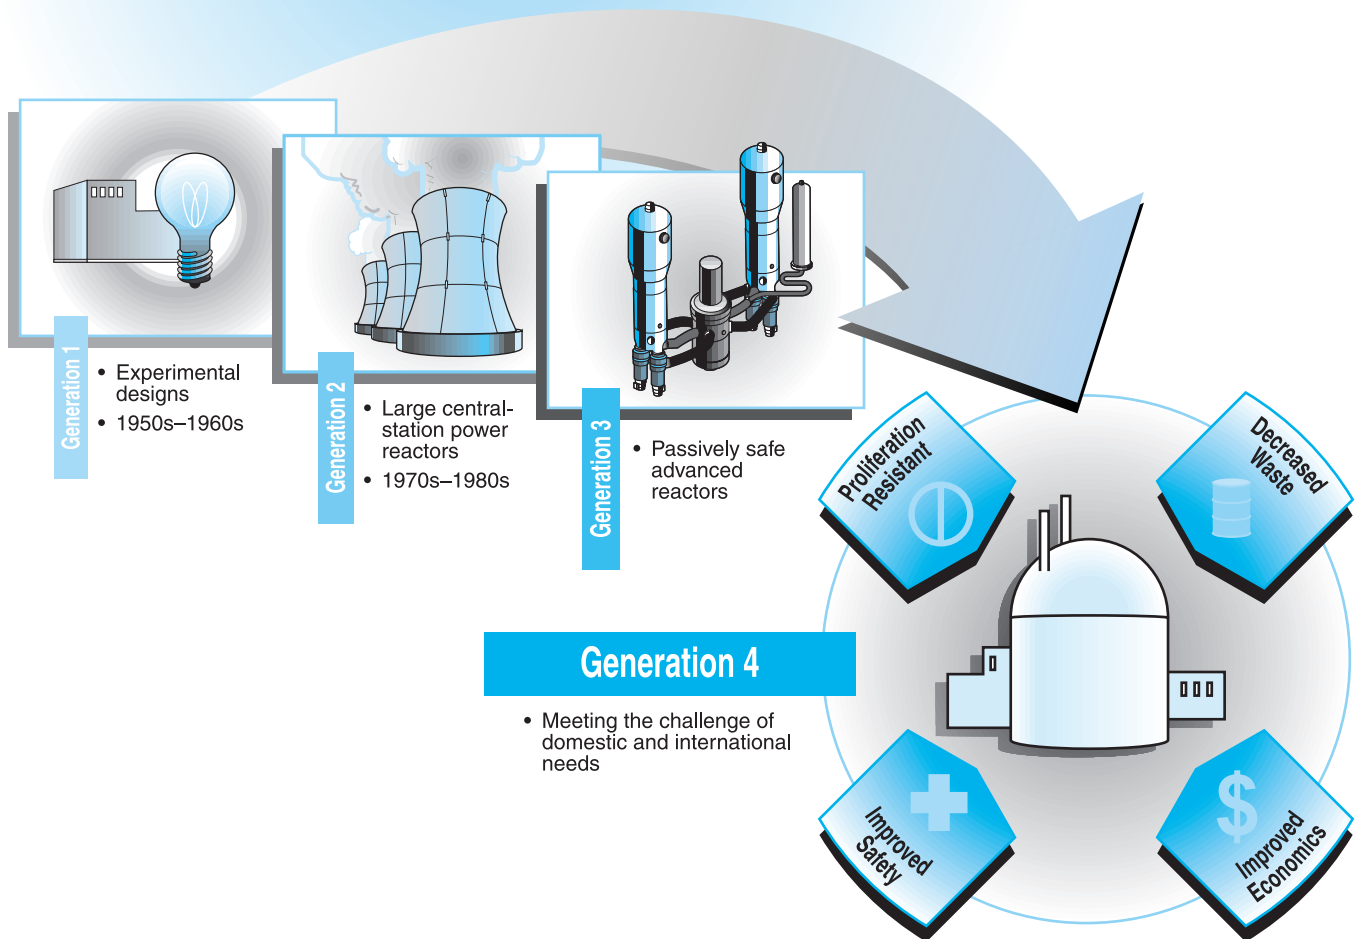 Generation 1
• Experimental
designs
• 1950s–1960s
Generation 2
• Large central-
station power
reactors
• 1970s–1980s
Generation 3
• Passively safe
advanced
reactors
Generation 4
• Meeting the challenge of
domestic and international
needs
Proliferation
Resistant
Decreased
Waste
Improved
Safety
$
Improved
Economics